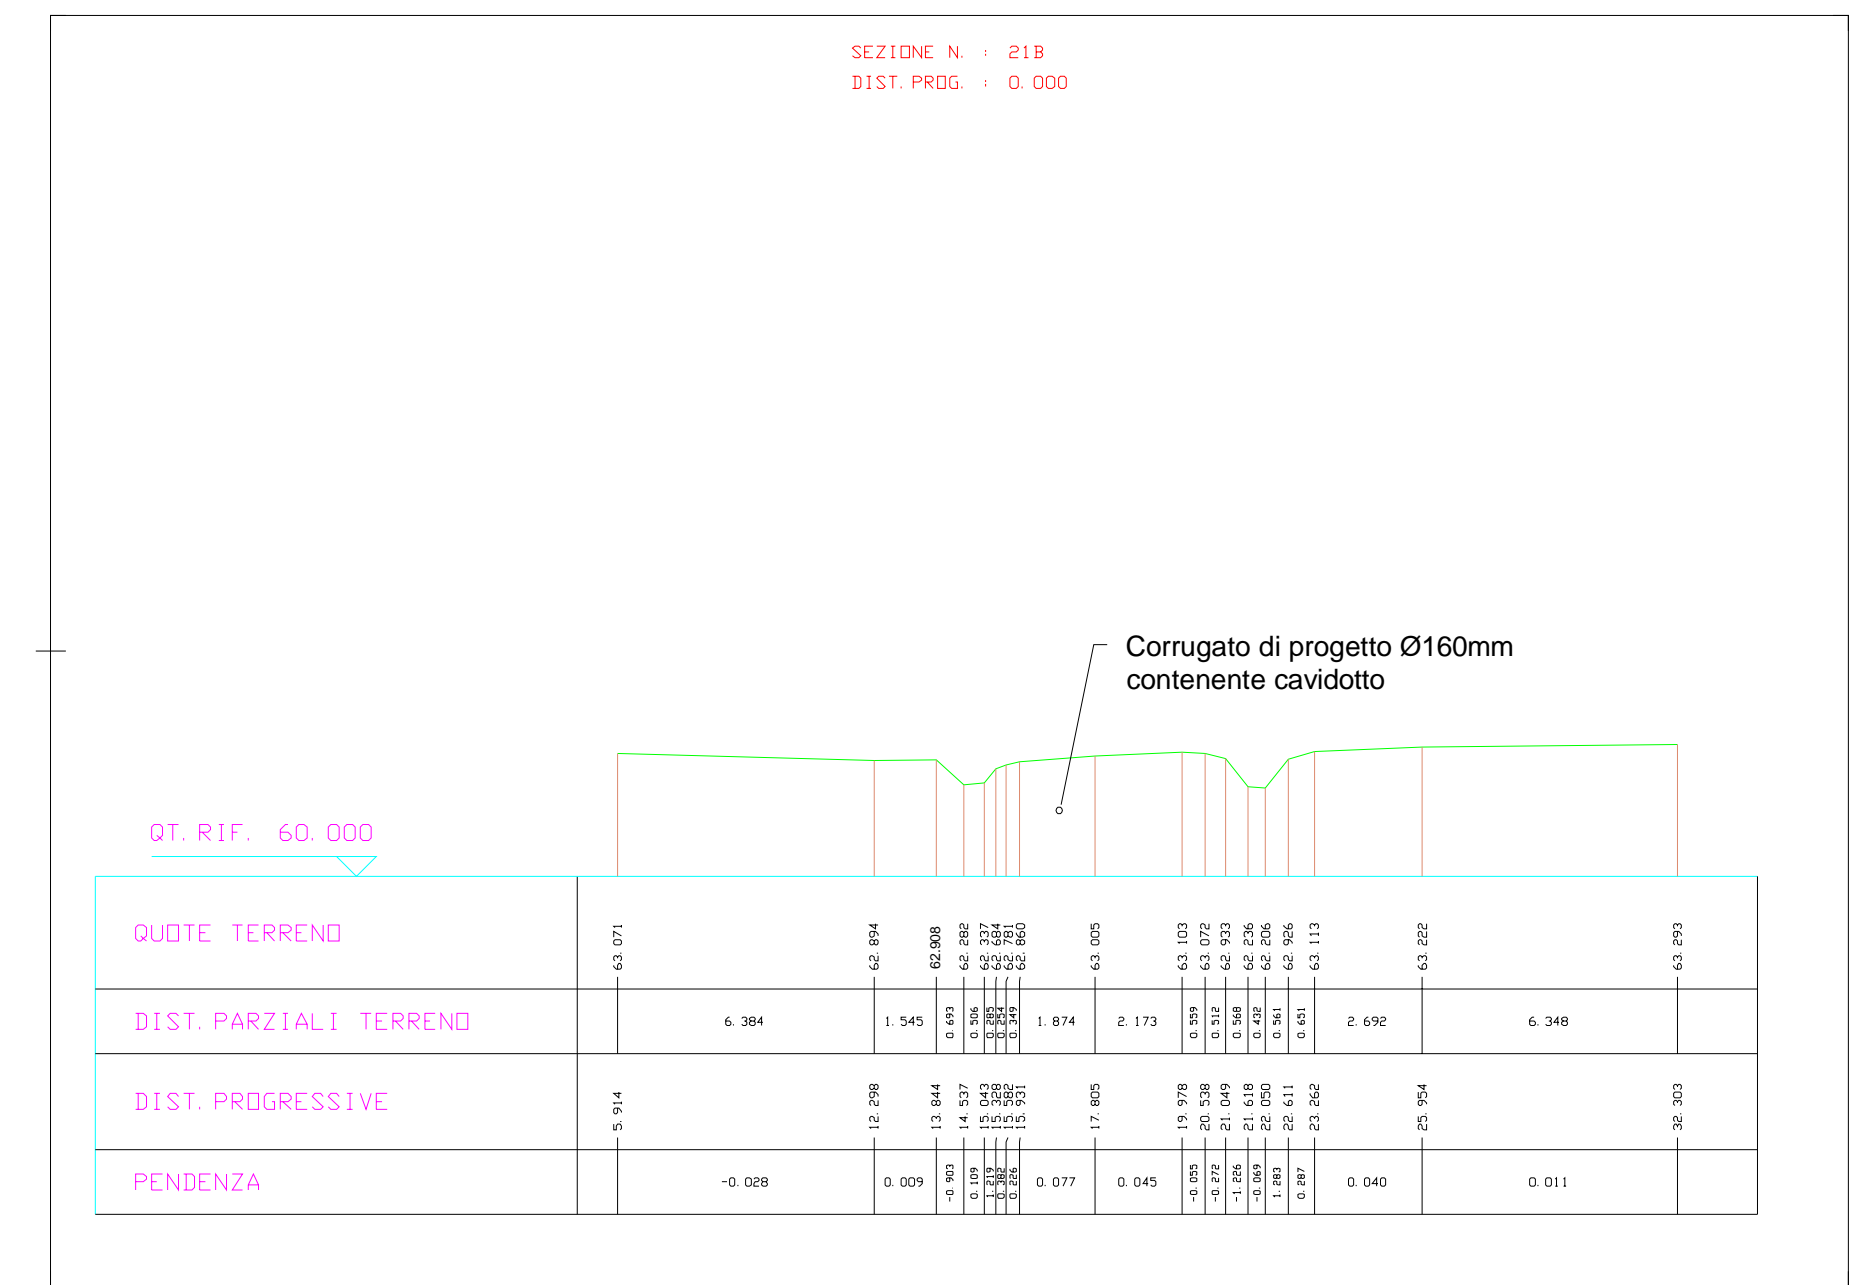 SEZIONE N. : 21B
DIST. PROG. : 0.000
Corrugato di progetto Ø160mm
contenente cavidotto
QT. RIF. 60.000
QUOTE TERRENO 63.071 62.894 62.908 62.282 62.337 62.684 62.781 62.860 63.005 63.103 63.072 62.933 62.236 62.206 62.926 63.113 63.222 63.293
DIST. PARZIALI TERRENO 6.384 1.545 0.693 0.506 0.285 0.254 0.349 1.874 2.173 0.559 0.512 0.568 0.432 0.561 0.651 2.692 6.348
DIST. PROGRESSIVE 5.914 12.298 13.844 14.537 15.043 15.328 15.582 15.931 17.805 19.978 20.538 21.049 21.618 22.050 22.611 23.262 25.954 32.303
PENDENZA -0.028 0.009 -0.903 0.109 1.219 0.382 0.226 0.077 0.045 -0.055 -0.272 -1.226 -0.069 1.283 0.287 0.040 0.011